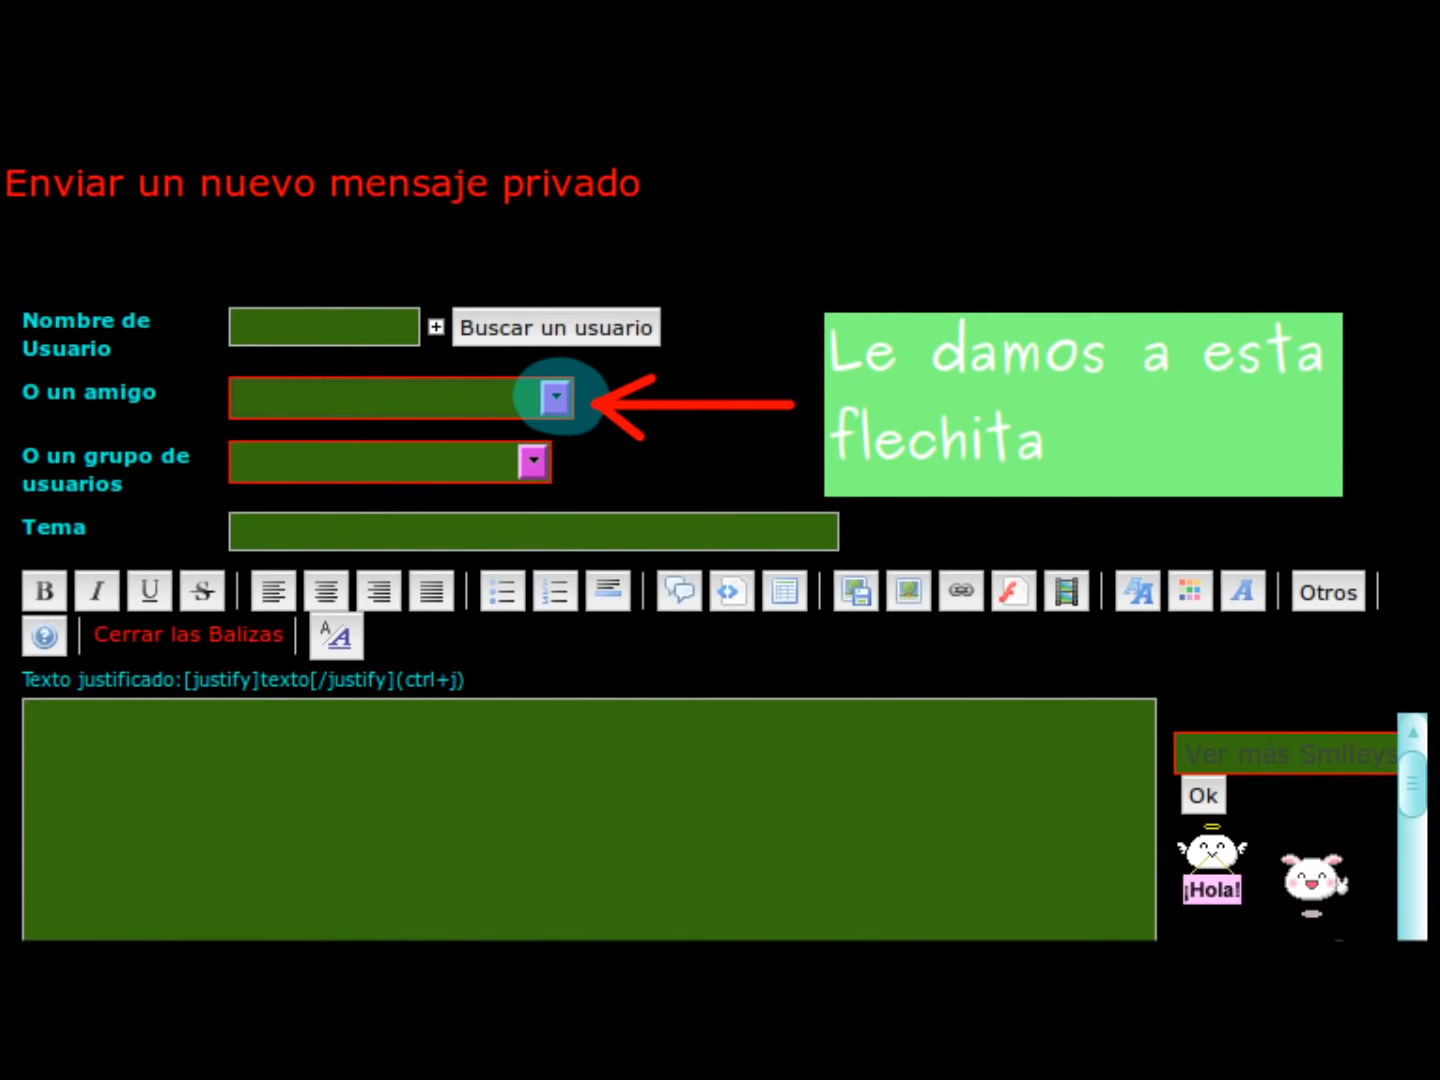 Enviar un nuevo mensaje privado
Nombre de
Usuario
Buscar un usuario
Le damos a esta
flechita
O un amigo
O un grupo de
usuarios
Tema
B I U S
Otros
Cerrar las Balizas
Texto justificado:[justify]texto[/justify](ctrl+j)
Ver más Smileys
Ok
¡Hola!